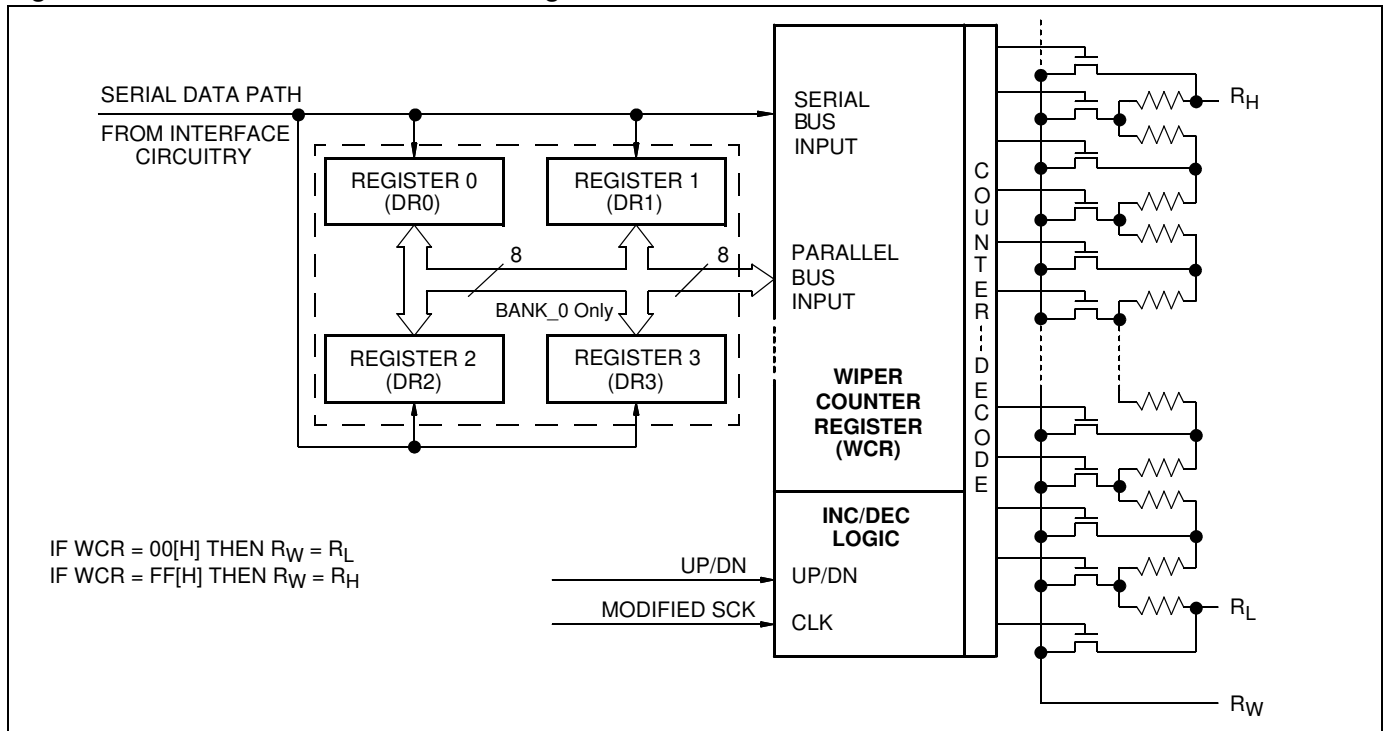 SERIAL DATA PATH
FROM INTERFACE
CIRCUITRY
REGISTER 0
(DR0)
REGISTER 1
(DR1)
8
8
BANK_0 Only
REGISTER 2
(DR2)
REGISTER 3
(DR3)
SERIAL
BUS
INPUT
PARALLEL
BUS
INPUT
WIPER
COUNTER
REGISTER
(WCR)
INC/DEC
LOGIC
UP/DN
UP/DN
MODIFIED SCK
CLK
COUNTER
DECODE
RH
RL
RW
IF WCR = 00[H] THEN RW = RL
IF WCR = FF[H] THEN RW = RH